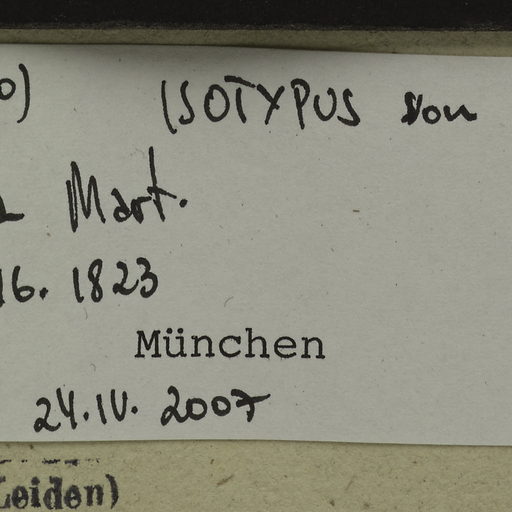 o) ISOTYPUS von
Mart.
16. 1823
München
24.IV. 2007
Leiden)